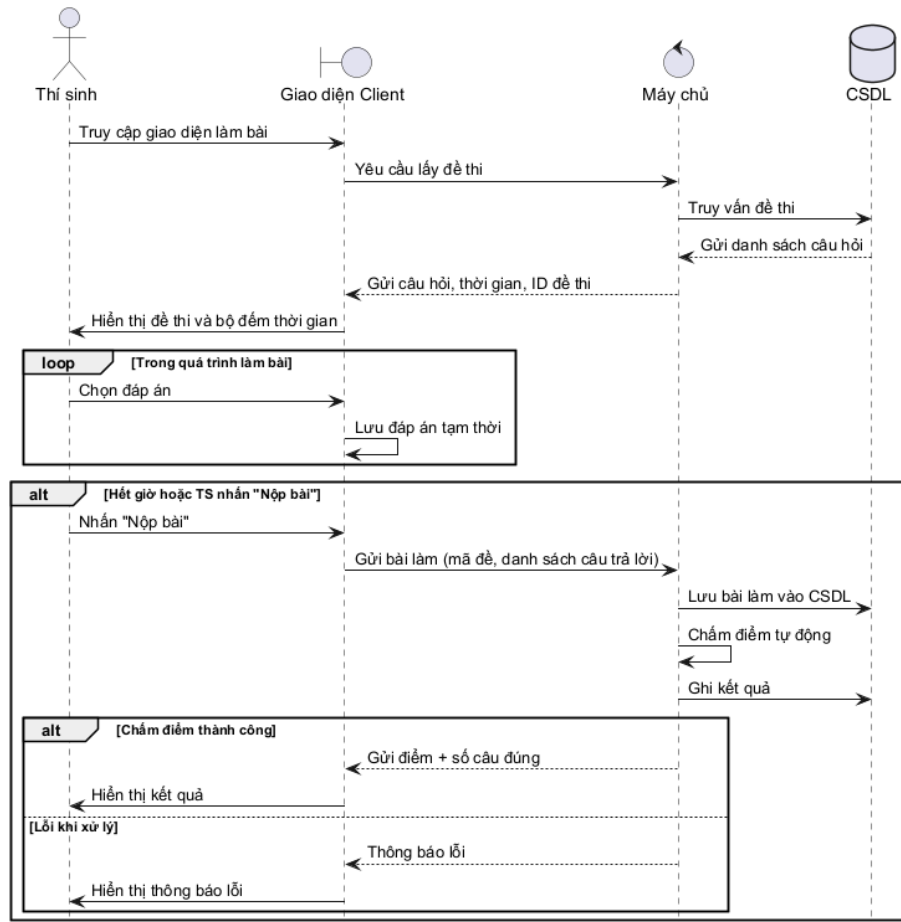 Thí sinh
Giao diện Client
Máy chủ
CSDL
Truy cập giao diện làm bài
Yêu cầu lấy đề thi
Truy vấn đề thi
Gửi danh sách câu hỏi
Gửi câu hỏi, thời gian, ID đề thi
Hiển thị đề thi và bộ đếm thời gian
loop [Trong quá trình làm bài]
Chọn đáp án
Lưu đáp án tạm thời
alt [Hết giờ hoặc TS nhấn "Nộp bài"]
Nhấn "Nộp bài"
Gửi bài làm (mã đề, danh sách câu trả lời)
Lưu bài làm vào CSDL
Chấm điểm tự động
Ghi kết quả
alt [Chấm điểm thành công]
Gửi điểm + số câu đúng
Hiển thị kết quả
[Lỗi khi xử lý]
Thông báo lỗi
Hiển thị thông báo lỗi